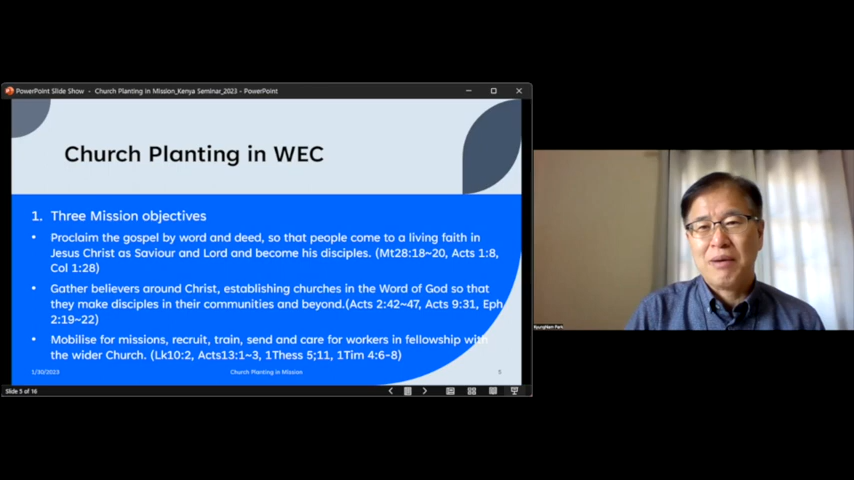 PowerPoint Slide Show - Church Planting in Mission_Kenya Seminar_2023 - PowerPoint
Church Planting in WEC
1. Three Mission objectives
• Proclaim the gospel by word and deed, so that people come to a living faith in
Jesus Christ as Saviour and Lord and become his disciples. (Mt28:18~20, Acts 1:8,
Col 1:28)
• Gather believers around Christ, establishing churches in the Word of God so that
they make disciples in their communities and beyond.(Acts 2:42~47, Acts 9:31, Eph
2:19~22)
• Mobilise for missions, recruit, train, send and care for workers in fellowship with
the wider Church. (Lk10:2, Acts13:1~3, 1Thess 5;11, 1Tim 4:6-8)
1/30/2023
Church Planting in Mission
5
Slide 5 of 16
KyungNam Park